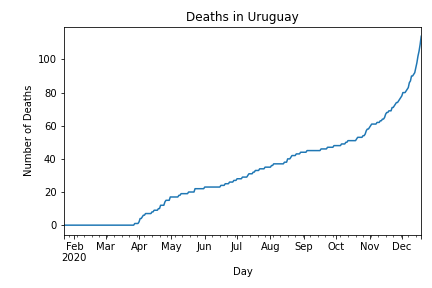 Deaths in Uruguay
Number of Deaths
100
80
60
40
20
0
Feb Mar Apr May Jun Jul Aug Sep Oct Nov Dec
2020
Day